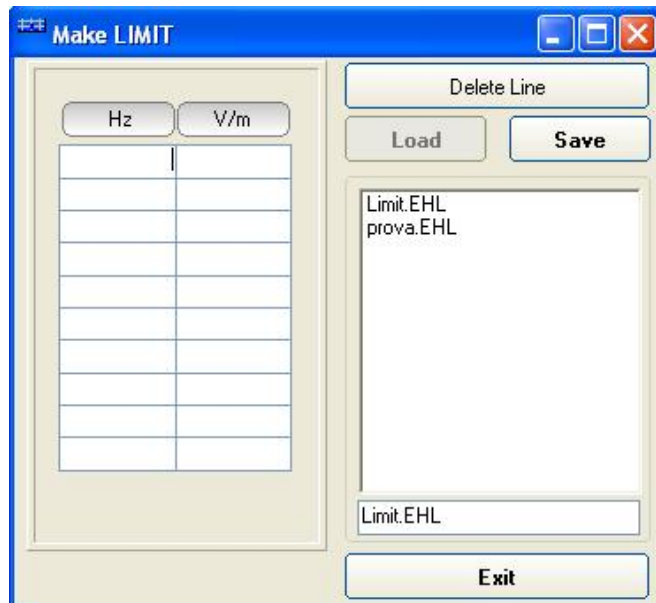 Make LIMIT
Hz V/m
Delete Line
Load Save
Limit.EHL
prova.EHL
Limit.EHL
Exit